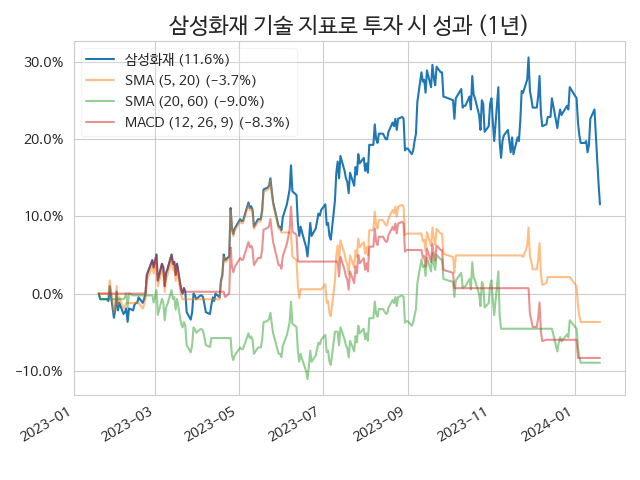 삼성화재 기술 지표로 투자 시 성과 (1년)
삼성화재 (11.6%)
SMA (5, 20) (−3.7%)
SMA (20, 60) (−9.0%)
MACD (12, 26, 9) (−8.3%)
30.0%
20.0%
10.0%
0.0%
−10.0%
2023−01
2023−03
2023−05
2023−07
2023−09
2023−11
2024−01